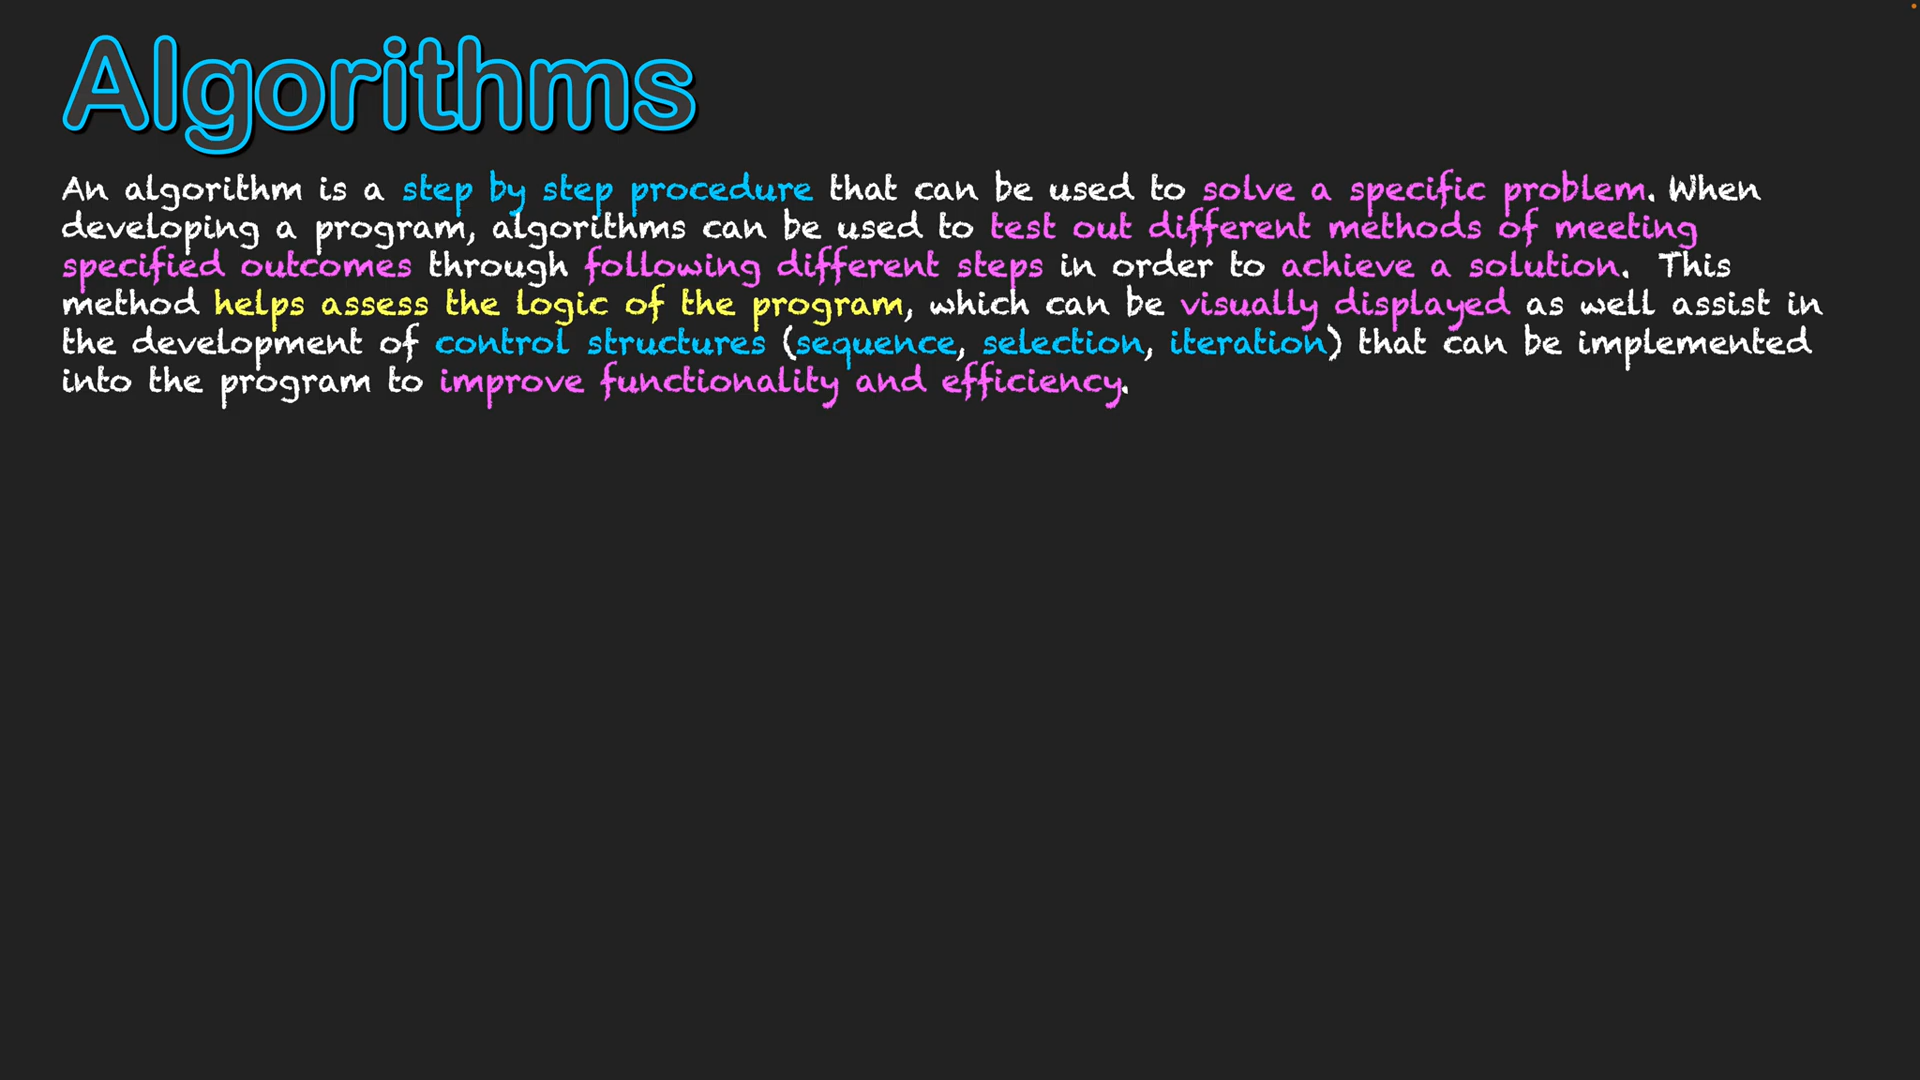 Algorithms
An algorithm is a step by step procedure that can be used to solve a specific problem. When
developing a program, algorithms can be used to test out different methods of meeting
specified outcomes through following different steps in order to achieve a solution.  This
method helps assess the logic of the program, which can be visually displayed as well assist in
the development of control structures (sequence, selection, iteration) that can be implemented
into the program to improve functionality and efficiency.